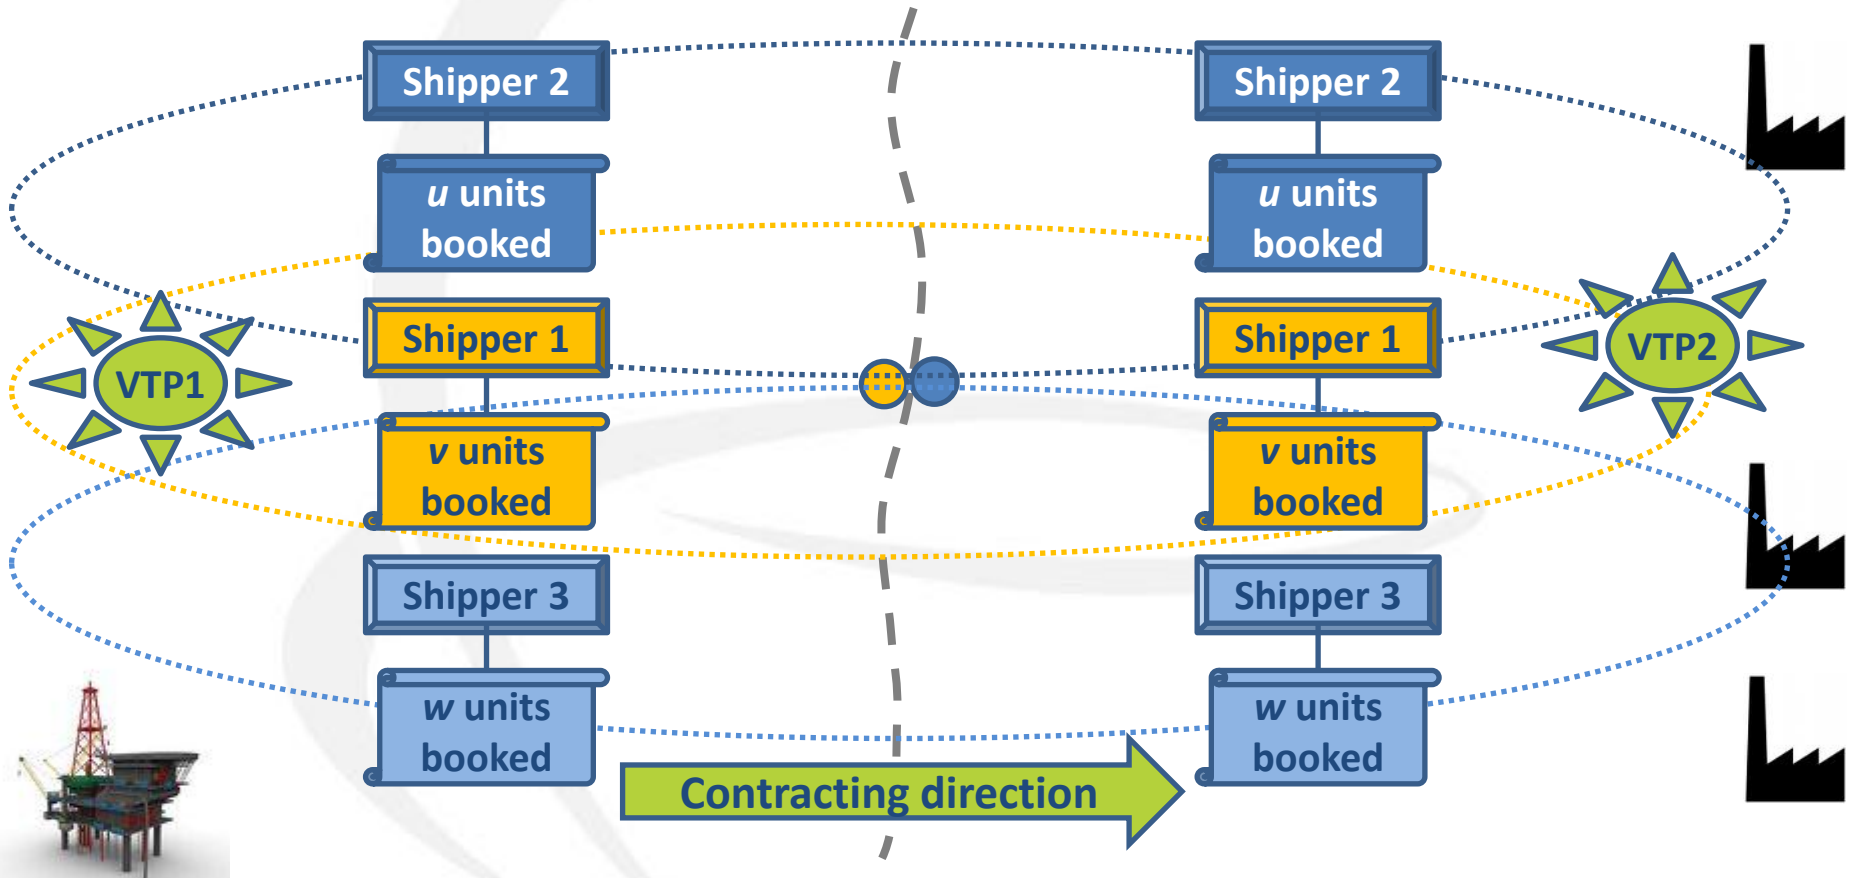 Shipper 2
Shipper 2
u units
booked
u units
booked
Shipper 1
Shipper 1
VTP1
VTP2
v units
booked
v units
booked
Shipper 3
Shipper 3
w units
booked
w units
booked
Contracting direction